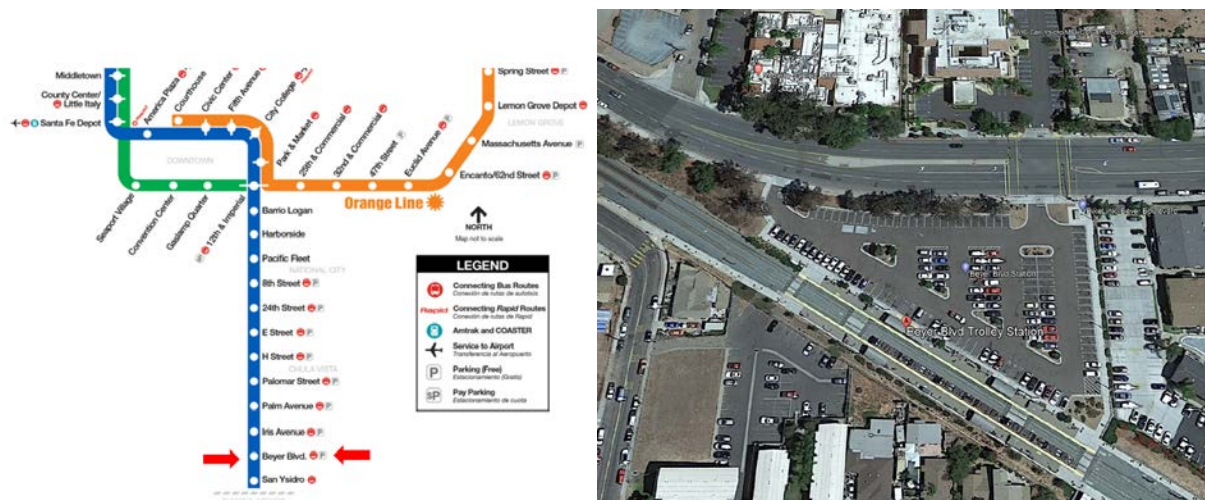 Middletown
County Center/
Little Italy
Santa Fe Depot
America Plaza
Courthouse
Civic Center
Fifth Avenue
City College
Park & Market
25th & Commercial
32nd & Commercial
47th Street P
Euclid Avenue P
Spring Street P
Lemon Grove Depot
LEMON GROVE
Massachusetts Avenue P
Encanto/62nd Street P
Orange Line
DOWNTOWN
Seaport Village
Convention Center
Gaslamp Quarter
12th & Imperial
Barrio Logan
Harborside
Pacific Fleet
NATIONAL CITY
8th Street P
24th Street P
E Street P
H Street P
CHULA VISTA
Palomar Street P
Palm Avenue P
Iris Avenue P
Beyer Blvd. P
San Ysidro
NORTH
Map not to scale
LEGEND
Connecting Bus Routes
Conexión de rutas de autobús
Rapid Connecting Rapid Routes
Conexión de rutas de Rapid
Amtrak and COASTER
Service to Airport
Transferencia al Aeropuerto
P Parking (Free)
Estacionamiento (Gratis)
$P Pay Parking
Estacionamiento de cuota
Beyer Blvd Station
Beyer Blvd Trolley Station